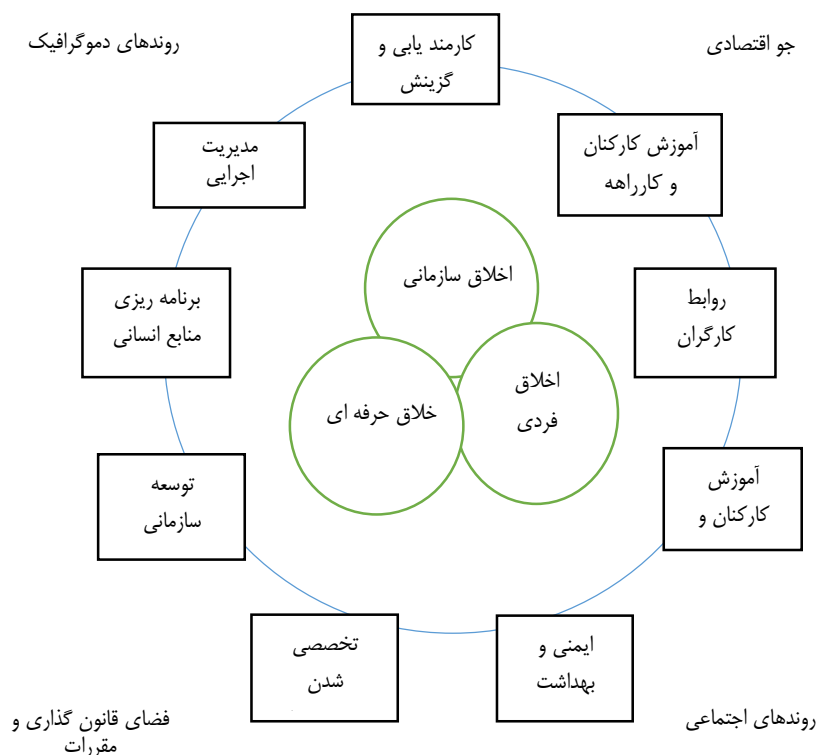 جو اقتصادی
روندهای دموگرافیک
کارمند یابی و
گزینش
آموزش کارکنان
و کارراهه
مدیریت
اجرایی
اخلاق سازمانی
روابط
کارگران
برنامه ریزی
منابع انسانی
اخلاق
فردی
خلاق حرفه ای
آموزش
کارکنان و
توسعه
سازمانی
ایمنی و
بهداشت
تخصصی
شدن
روندهای اجتماعی
فضای قانون گذاری و
مقررات